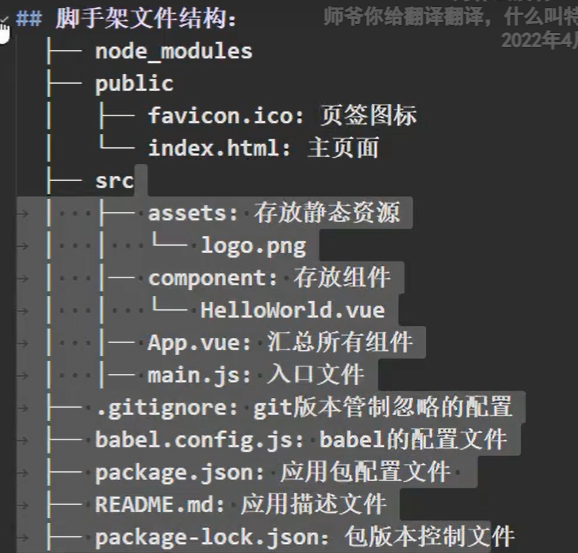 师爷你给翻译翻译，什么叫特
2022年4月
## 脚手架文件结构：
├── node_modules
├── public
│   ├── favicon.ico: 页签图标
│   └── index.html: 主页面
├── src
│   ├── assets: 存放静态资源
│   │   └── logo.png
│   │── component: 存放组件
│   │   └── HelloWorld.vue
│   │── App.vue: 汇总所有组件
│   │── main.js: 入口文件
├── .gitignore: git版本管制忽略的配置
├── babel.config.js: babel的配置文件
├── package.json: 应用包配置文件
├── README.md: 应用描述文件
├── package-lock.json：包版本控制文件